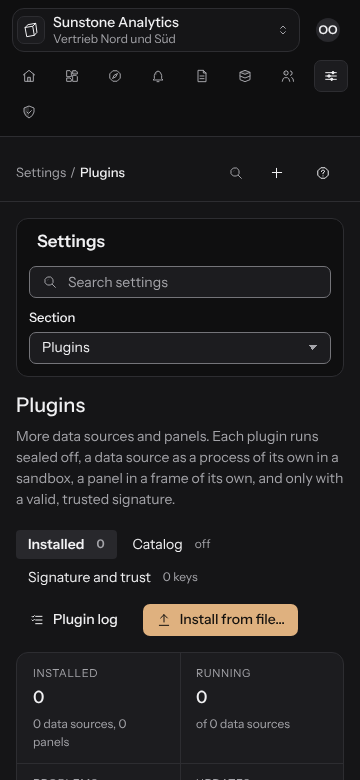 Sunstone Analytics
Vertrieb Nord und Süd
OO
Settings / Plugins
Settings
Search settings
Section
Plugins
Plugins
More data sources and panels. Each plugin runs
sealed off, a data source as a process of its own in a
sandbox, a panel in a frame of its own, and only with
a valid, trusted signature.
Installed 0 Catalog off
Signature and trust 0 keys
Plugin log Install from file...
INSTALLED RUNNING
0 0
0 data sources, 0 of 0 data sources
panels